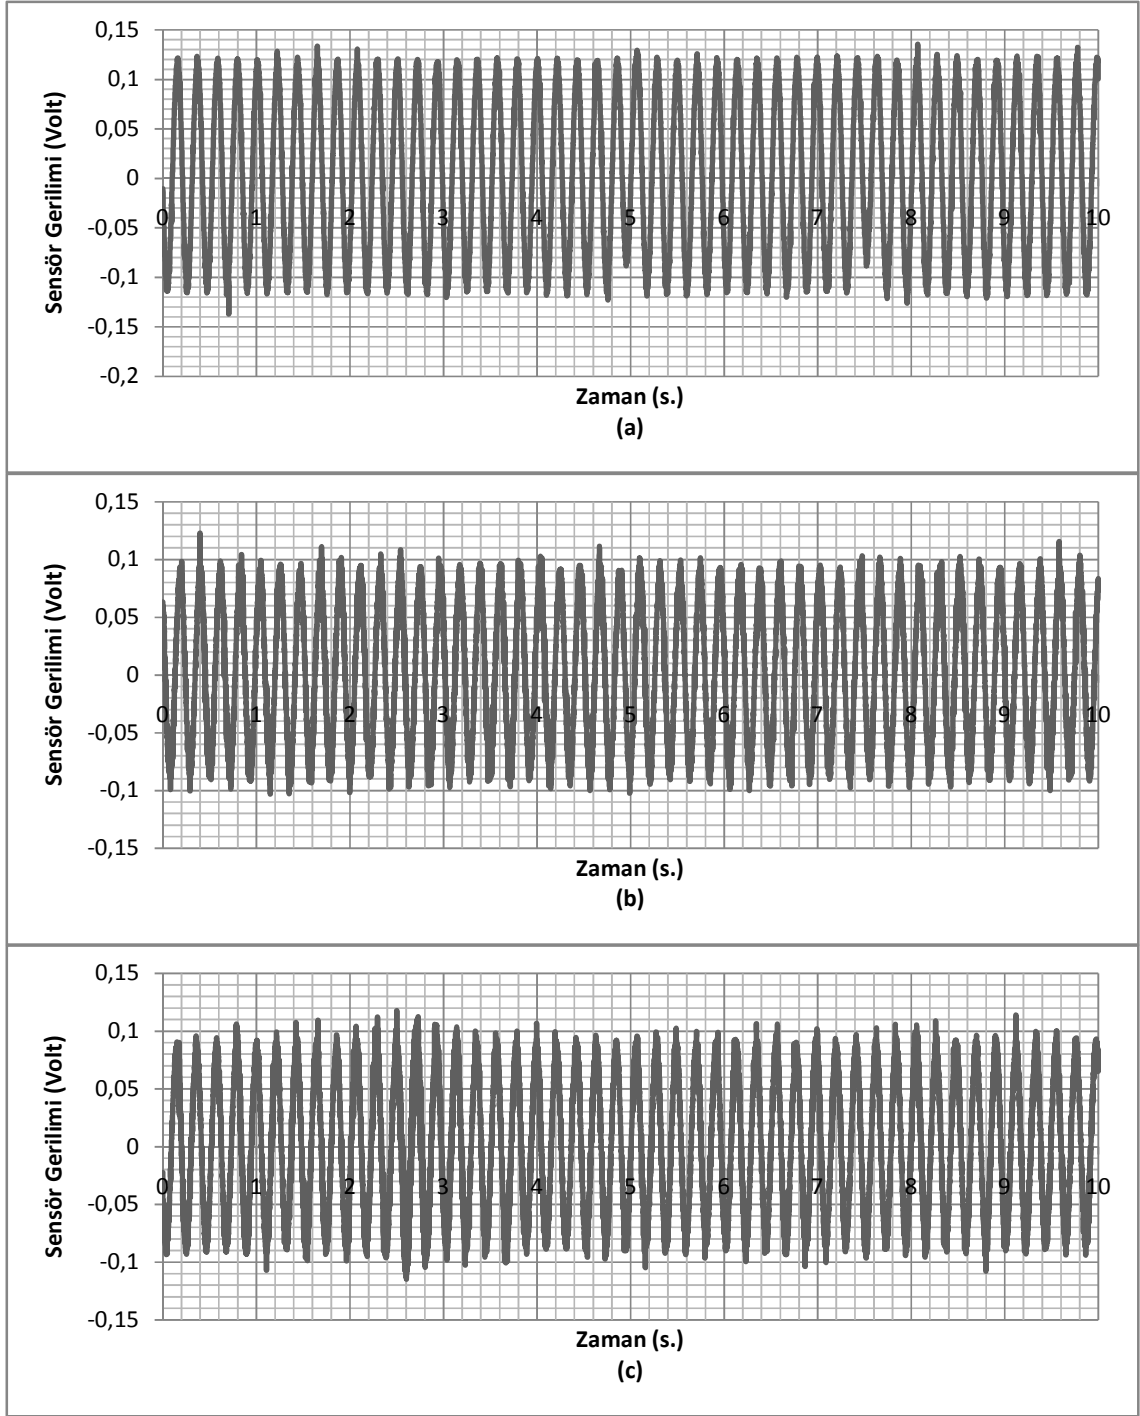 0,15
0,1
0,05
0
-0,05
-0,1
-0,15
-0,2
Sensör Gerilimi (Volt)
0 1 2 3 4 5 6 7 8 9 10
Zaman (s.)
(a)
0,15
0,1
0,05
0
-0,05
-0,1
-0,15
Sensör Gerilimi (Volt)
0 1 2 3 4 5 6 7 8 9 10
Zaman (s.)
(b)
0,15
0,1
0,05
0
-0,05
-0,1
-0,15
Sensör Gerilimi (Volt)
0 1 2 3 4 5 6 7 8 9 10
Zaman (s.)
(c)